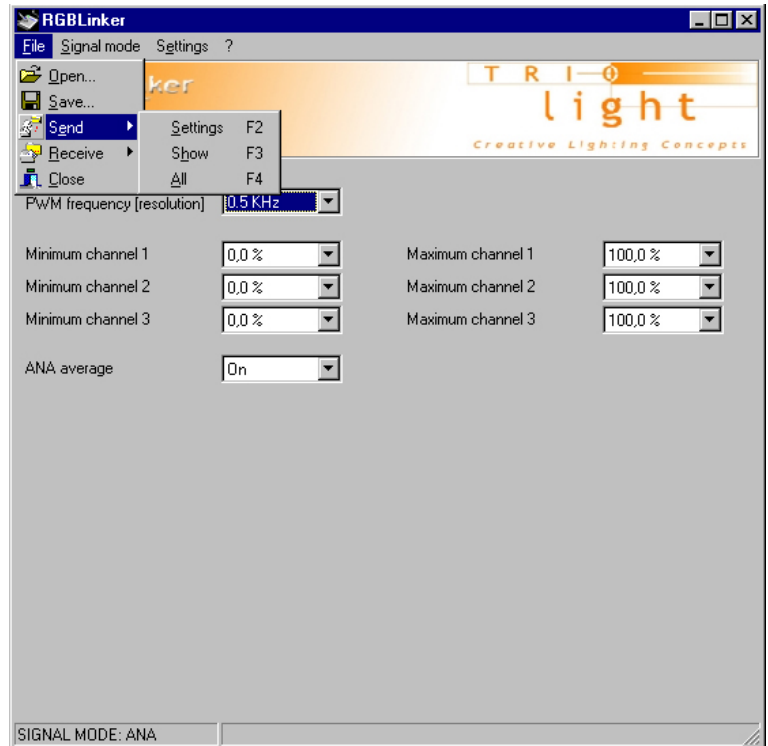 RGBLinker
File Signal mode Settings ?
Open...
Save...
Send
Receive
Close
Settings F2
Show F3
All F4
ker
TRIO
light
Creative Lighting Concepts
PWM frequency [resolution] 0.5 KHz
Minimum channel 1 0,0 % Maximum channel 1 100,0 %
Minimum channel 2 0,0 % Maximum channel 2 100,0 %
Minimum channel 3 0,0 % Maximum channel 3 100,0 %
ANA average On
SIGNAL MODE: ANA